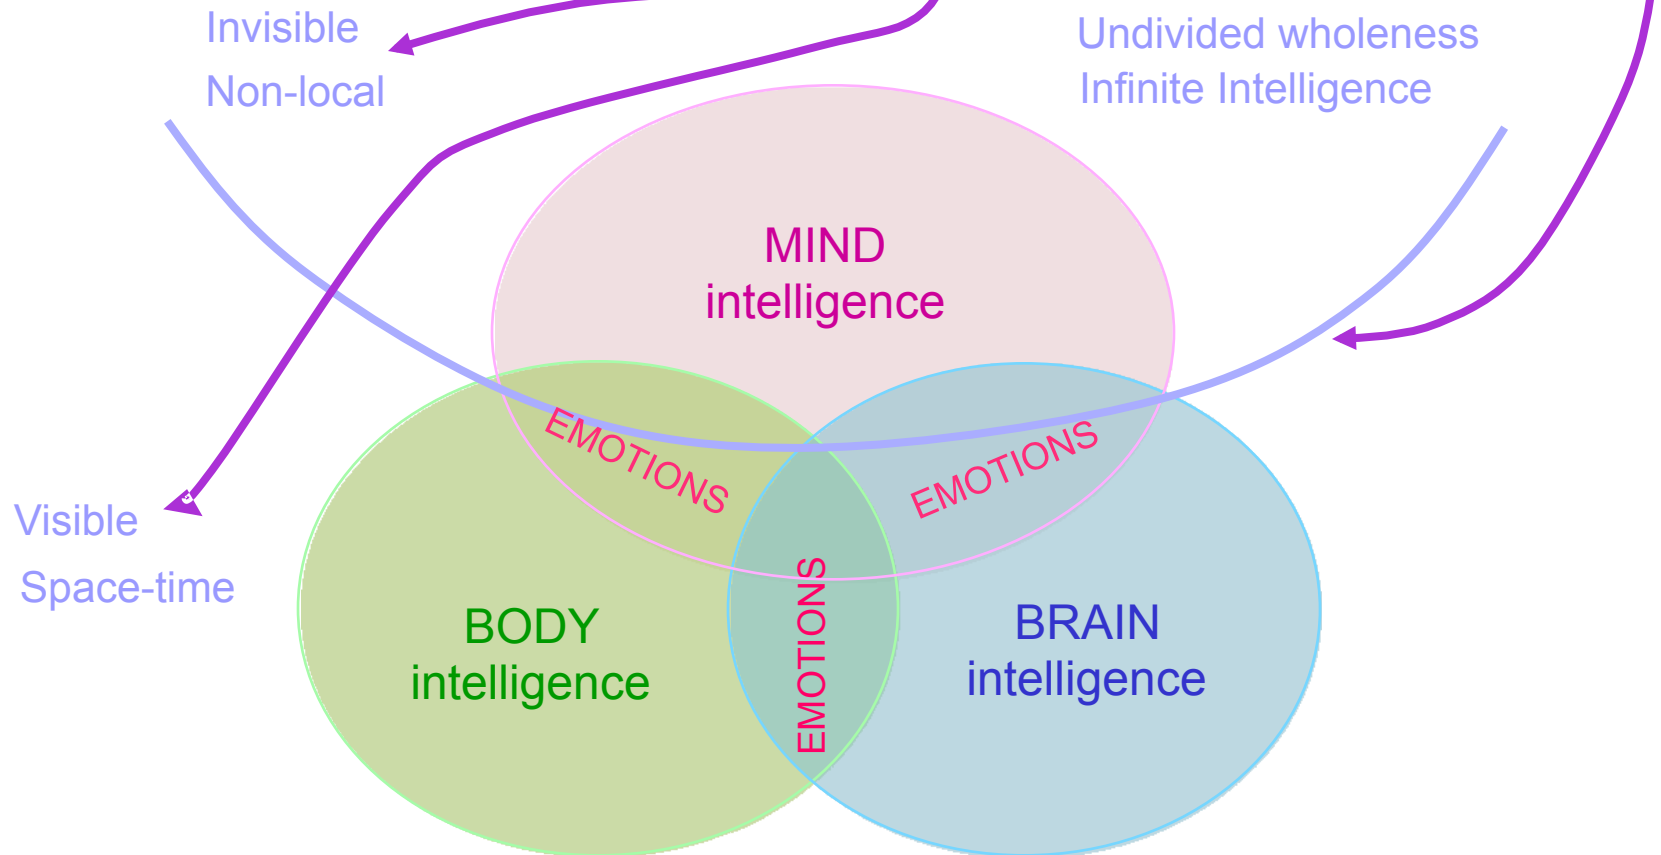 Invisible
Non-local
Undivided wholeness
Infinite Intelligence
MIND
intelligence
EMOTIONS
EMOTIONS
Visible
Space-time
EMOTIONS
BODY
intelligence
BRAIN
intelligence